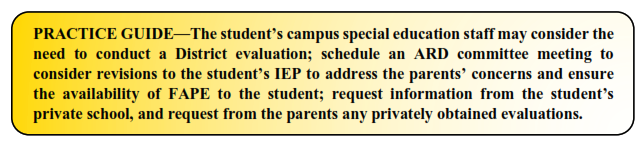 PRACTICE GUIDE—The student's campus special education staff may consider the
need to conduct a District evaluation; schedule an ARD committee meeting to
consider revisions to the student's IEP to address the parents' concerns and ensure
the availability of FAPE to the student; request information from the student's
private school, and request from the parents any privately obtained evaluations.